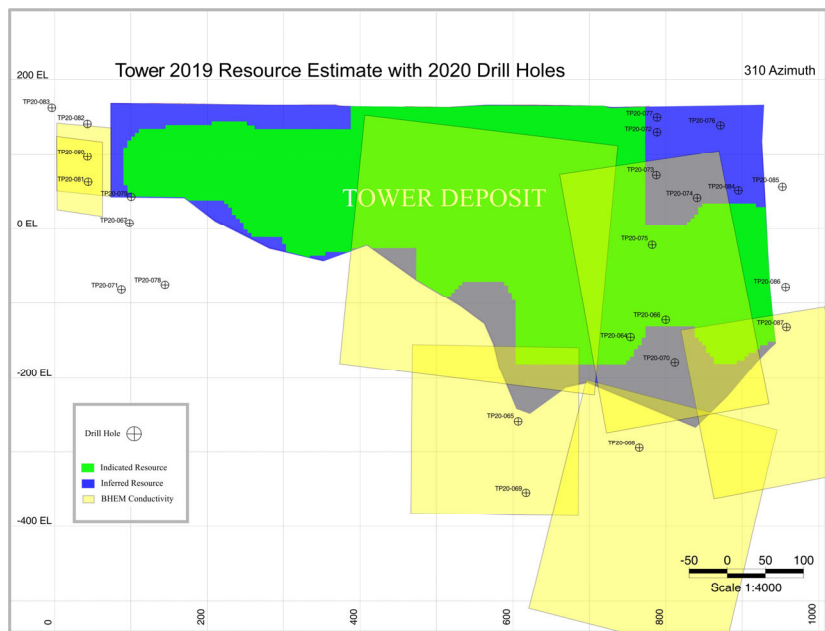 Tower 2019 Resource Estimate with 2020 Drill Holes
310 Azimuth
200 EL
TP20-083
TP20-082
TP20-077
TP20-076
TP20-072
TP20-080
TP20-073
TP20-081
TP20-084
TP20-085
TP20-079
TP20-074
TOWER DEPOSIT
TP20-067
0 EL
TP20-075
TP20-078
TP20-071
TP20-086
TP20-066
TP20-087
TP20-064
TP20-070
-200 EL
TP20-065
Drill Hole
TP20-068
Indicated Resource
Inferred Resource
BHEM Conductivity
TP20-069
-400 EL
-50 0 50 100
Scale 1:4000
0
200
400
600
800
1000